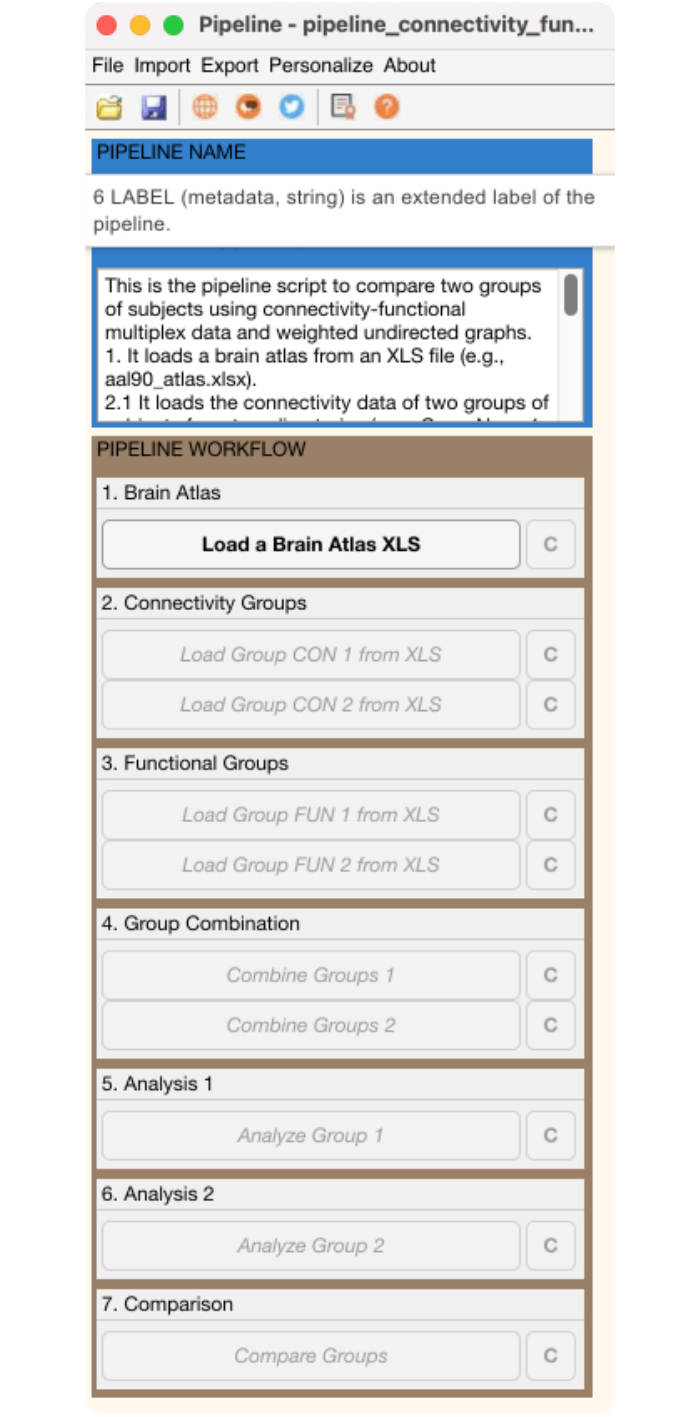 Pipeline - pipeline_connectivity_fun...
File Import Export Personalize About
PIPELINE NAME
6 LABEL (metadata, string) is an extended label of the
pipeline.
This is the pipeline script to compare two groups
of subjects using connectivity-functional
multiplex data and weighted undirected graphs.
1. It loads a brain atlas from an XLS file (e.g.,
aal90_atlas.xlsx).
2.1 It loads the connectivity data of two groups of
PIPELINE WORKFLOW
1. Brain Atlas
Load a Brain Atlas XLS C
2. Connectivity Groups
Load Group CON 1 from XLS C
Load Group CON 2 from XLS C
3. Functional Groups
Load Group FUN 1 from XLS C
Load Group FUN 2 from XLS C
4. Group Combination
Combine Groups 1 C
Combine Groups 2 C
5. Analysis 1
Analyze Group 1 C
6. Analysis 2
Analyze Group 2 C
7. Comparison
Compare Groups C